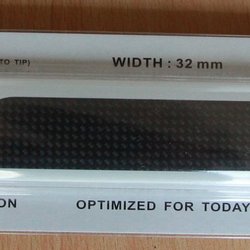 TO TIP)
WIDTH : 32 mm
ON
OPTIMIZED FOR TODAY